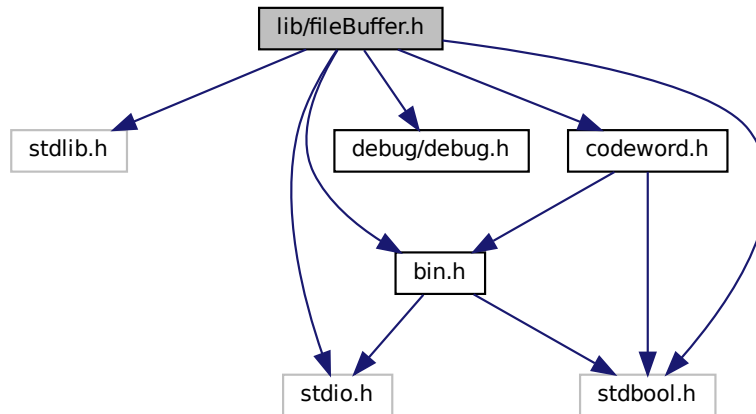 lib/fileBuffer.h
stdlib.h
debug/debug.h
codeword.h
bin.h
stdio.h
stdbool.h